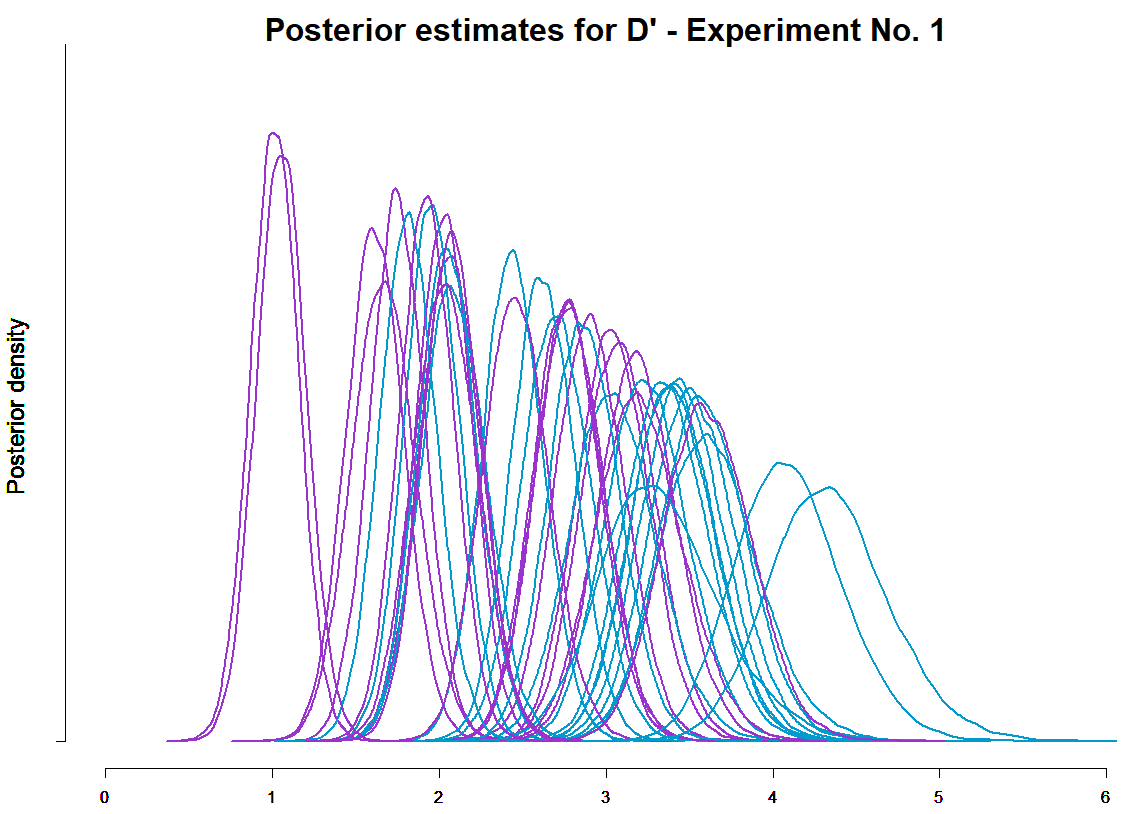 Posterior estimates for D' - Experiment No. 1
Posterior density
0 1 2 3 4 5 6